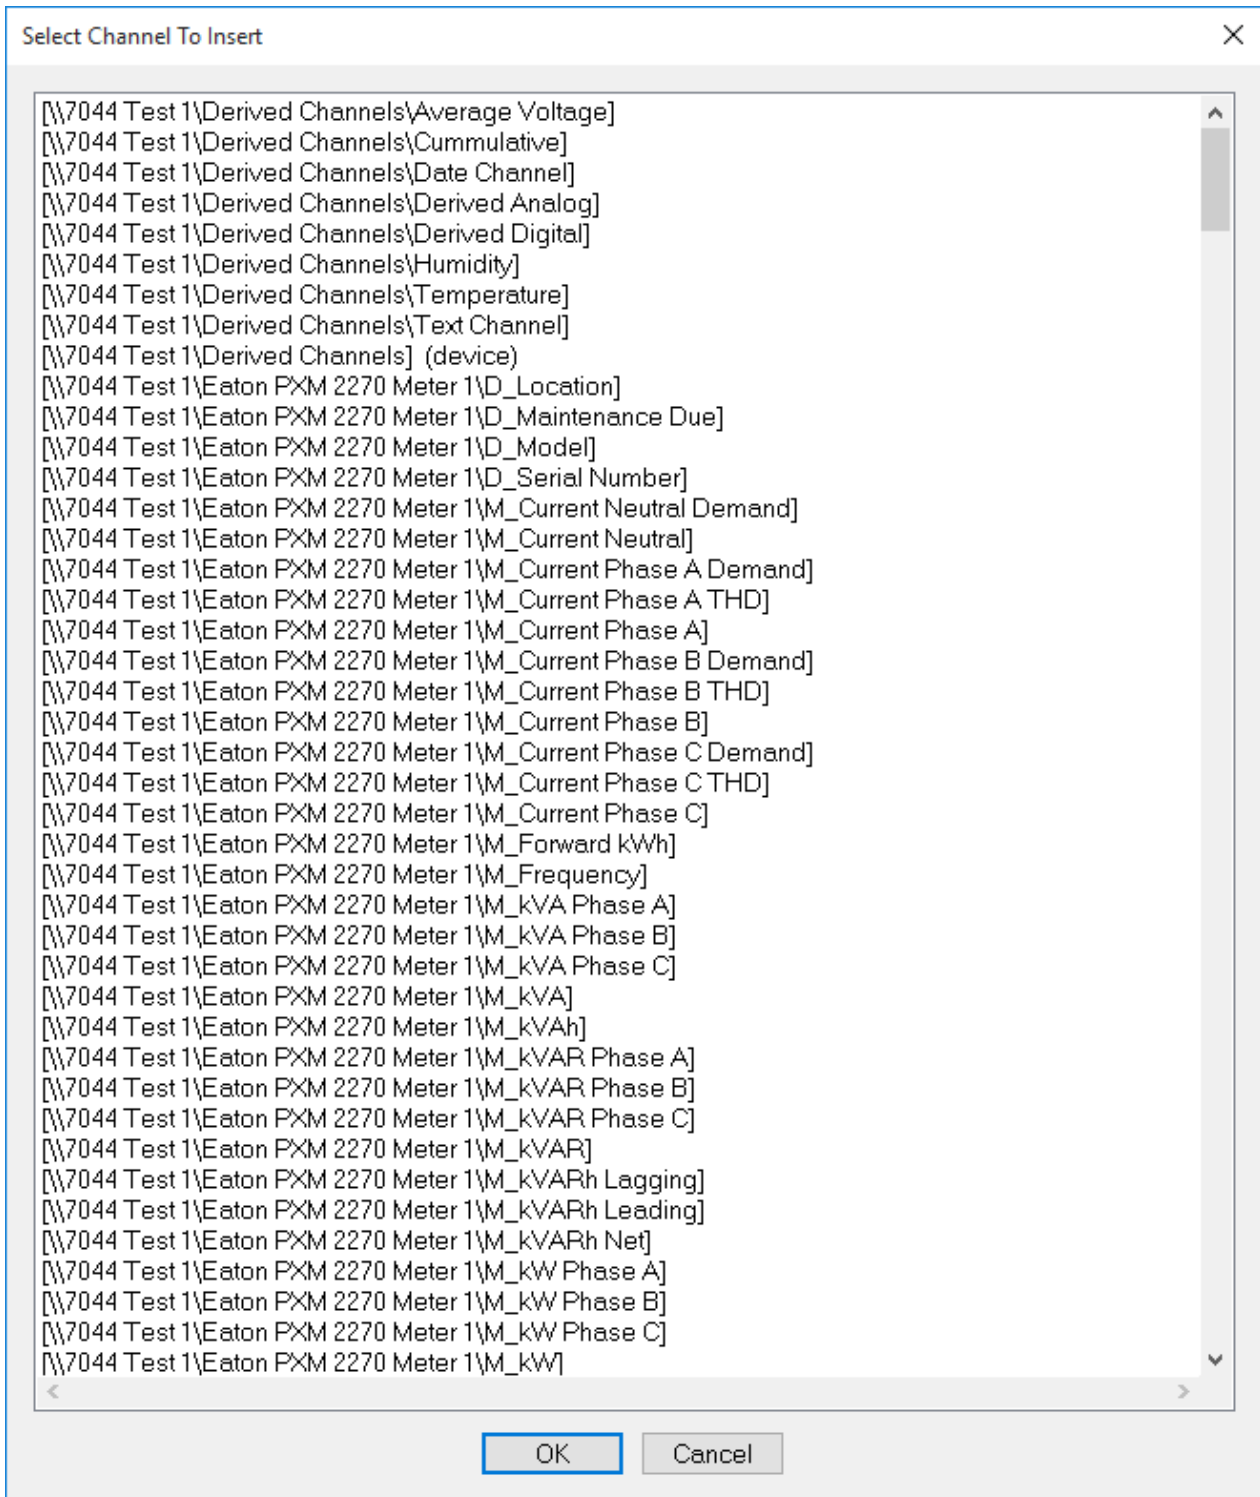 Select Channel To Insert
[\\7044 Test 1\Derived Channels\Average Voltage]
[\\7044 Test 1\Derived Channels\Cummulative]
[\\7044 Test 1\Derived Channels\Date Channel]
[\\7044 Test 1\Derived Channels\Derived Analog]
[\\7044 Test 1\Derived Channels\Derived Digital]
[\\7044 Test 1\Derived Channels\Humidity]
[\\7044 Test 1\Derived Channels\Temperature]
[\\7044 Test 1\Derived Channels\Text Channel]
[\\7044 Test 1\Derived Channels]  (device)
[\\7044 Test 1\Eaton PXM 2270 Meter 1\D_Location]
[\\7044 Test 1\Eaton PXM 2270 Meter 1\D_Maintenance Due]
[\\7044 Test 1\Eaton PXM 2270 Meter 1\D_Model]
[\\7044 Test 1\Eaton PXM 2270 Meter 1\D_Serial Number]
[\\7044 Test 1\Eaton PXM 2270 Meter 1\M_Current Neutral Demand]
[\\7044 Test 1\Eaton PXM 2270 Meter 1\M_Current Neutral]
[\\7044 Test 1\Eaton PXM 2270 Meter 1\M_Current Phase A Demand]
[\\7044 Test 1\Eaton PXM 2270 Meter 1\M_Current Phase A THD]
[\\7044 Test 1\Eaton PXM 2270 Meter 1\M_Current Phase A]
[\\7044 Test 1\Eaton PXM 2270 Meter 1\M_Current Phase B Demand]
[\\7044 Test 1\Eaton PXM 2270 Meter 1\M_Current Phase B THD]
[\\7044 Test 1\Eaton PXM 2270 Meter 1\M_Current Phase B]
[\\7044 Test 1\Eaton PXM 2270 Meter 1\M_Current Phase C Demand]
[\\7044 Test 1\Eaton PXM 2270 Meter 1\M_Current Phase C THD]
[\\7044 Test 1\Eaton PXM 2270 Meter 1\M_Current Phase C]
[\\7044 Test 1\Eaton PXM 2270 Meter 1\M_Forward kWh]
[\\7044 Test 1\Eaton PXM 2270 Meter 1\M_Frequency]
[\\7044 Test 1\Eaton PXM 2270 Meter 1\M_kVA Phase A]
[\\7044 Test 1\Eaton PXM 2270 Meter 1\M_kVA Phase B]
[\\7044 Test 1\Eaton PXM 2270 Meter 1\M_kVA Phase C]
[\\7044 Test 1\Eaton PXM 2270 Meter 1\M_kVA]
[\\7044 Test 1\Eaton PXM 2270 Meter 1\M_kVAh]
[\\7044 Test 1\Eaton PXM 2270 Meter 1\M_kVAR Phase A]
[\\7044 Test 1\Eaton PXM 2270 Meter 1\M_kVAR Phase B]
[\\7044 Test 1\Eaton PXM 2270 Meter 1\M_kVAR Phase C]
[\\7044 Test 1\Eaton PXM 2270 Meter 1\M_kVAR]
[\\7044 Test 1\Eaton PXM 2270 Meter 1\M_kVARh Lagging]
[\\7044 Test 1\Eaton PXM 2270 Meter 1\M_kVARh Leading]
[\\7044 Test 1\Eaton PXM 2270 Meter 1\M_kVARh Net]
[\\7044 Test 1\Eaton PXM 2270 Meter 1\M_kW Phase A]
[\\7044 Test 1\Eaton PXM 2270 Meter 1\M_kW Phase B]
[\\7044 Test 1\Eaton PXM 2270 Meter 1\M_kW Phase C]
[\\7044 Test 1\Eaton PXM 2270 Meter 1\M_kW]
OK Cancel